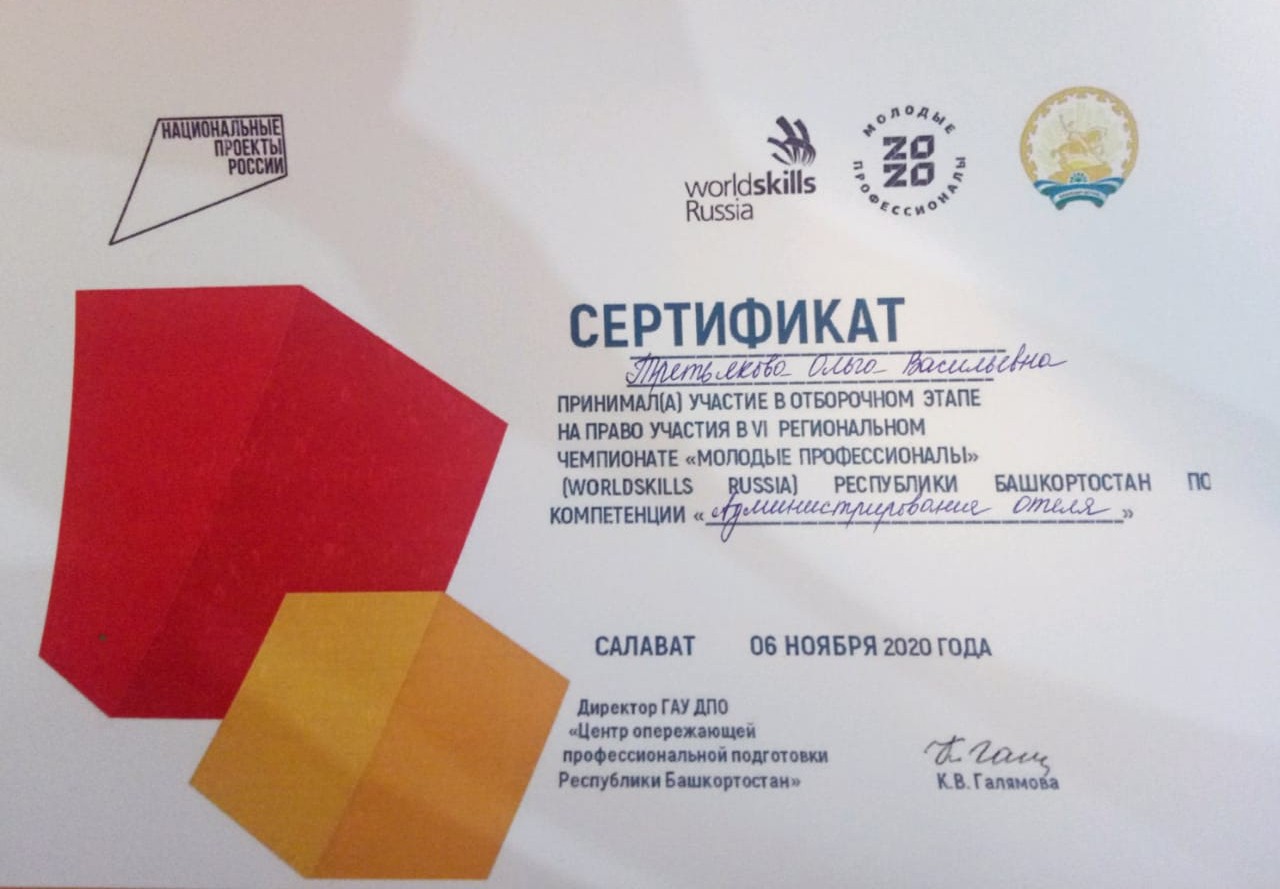 НАЦИОНАЛЬНЫЕ
ПРОЕКТЫ
РОССИИ
worldskills
Russia
МОЛОДЫЕ
2020
ПРОФЕССИОНАЛЫ
СЕРТИФИКАТ
Третьякова Ольга Васильевна
ПРИНИМАЛ(А) УЧАСТИЕ В ОТБОРОЧНОМ ЭТАПЕ
НА ПРАВО УЧАСТИЯ В VI РЕГИОНАЛЬНОМ
ЧЕМПИОНАТЕ «МОЛОДЫЕ ПРОФЕССИОНАЛЫ»
(WORLDSKILLS RUSSIA) РЕСПУБЛИКИ БАШКОРТОСТАН ПО
КОМПЕТЕНЦИИ «Администрирование отеля»
САЛАВАТ 06 НОЯБРЯ 2020 ГОДА
Директор ГАУ ДПО
«Центр опережающей
профессиональной подготовки
Республики Башкортостан»
К.В. Галямова